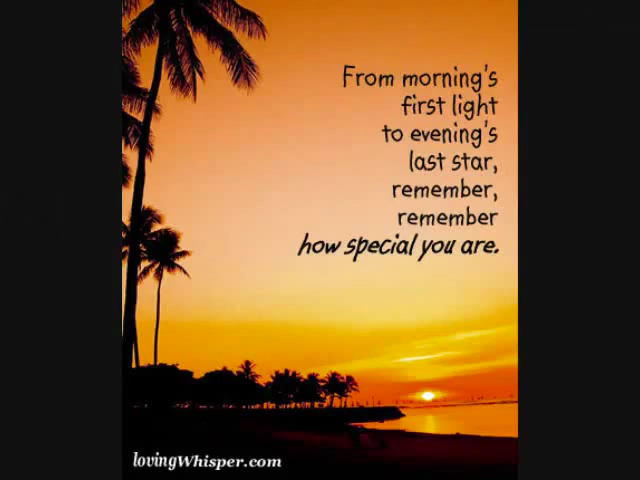 From morning's
first light
to evening's
last star,
remember,
remember
how special you are.
lovingWhisper.com